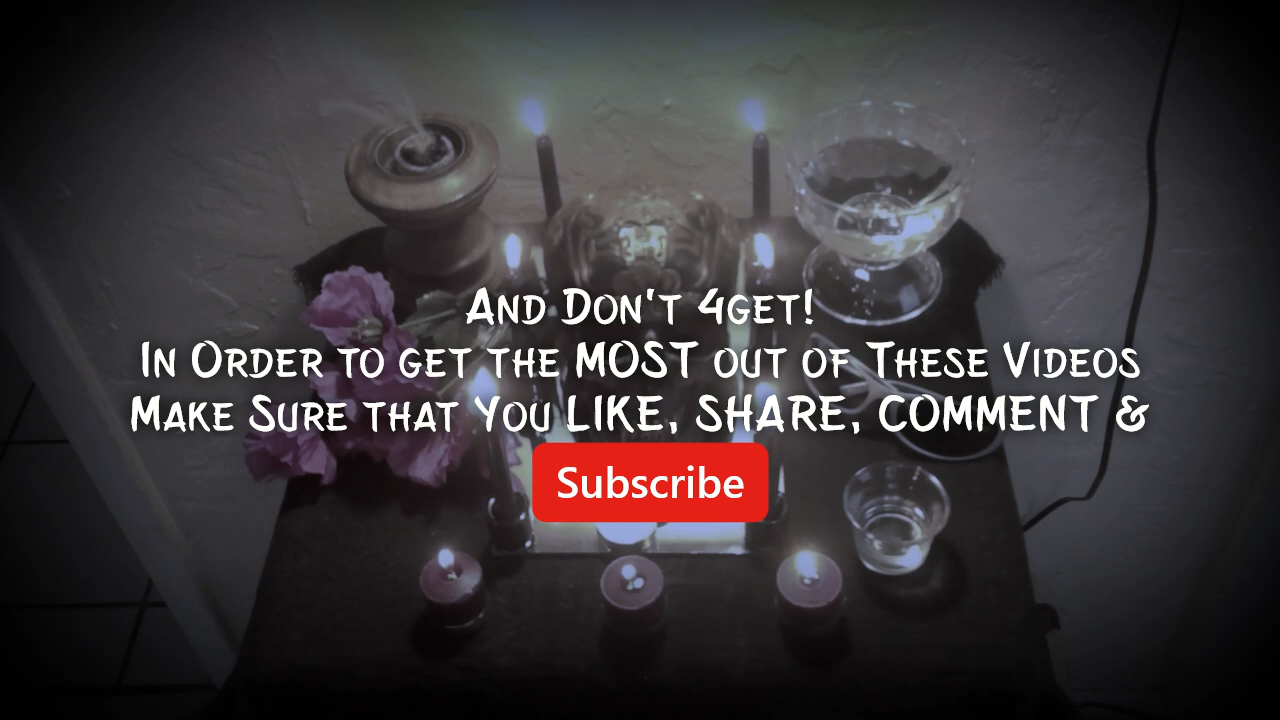 And Don't 4get!
In Order to get the MOST out of These Videos
Make Sure that You LIKE, SHARE, COMMENT &
Subscribe